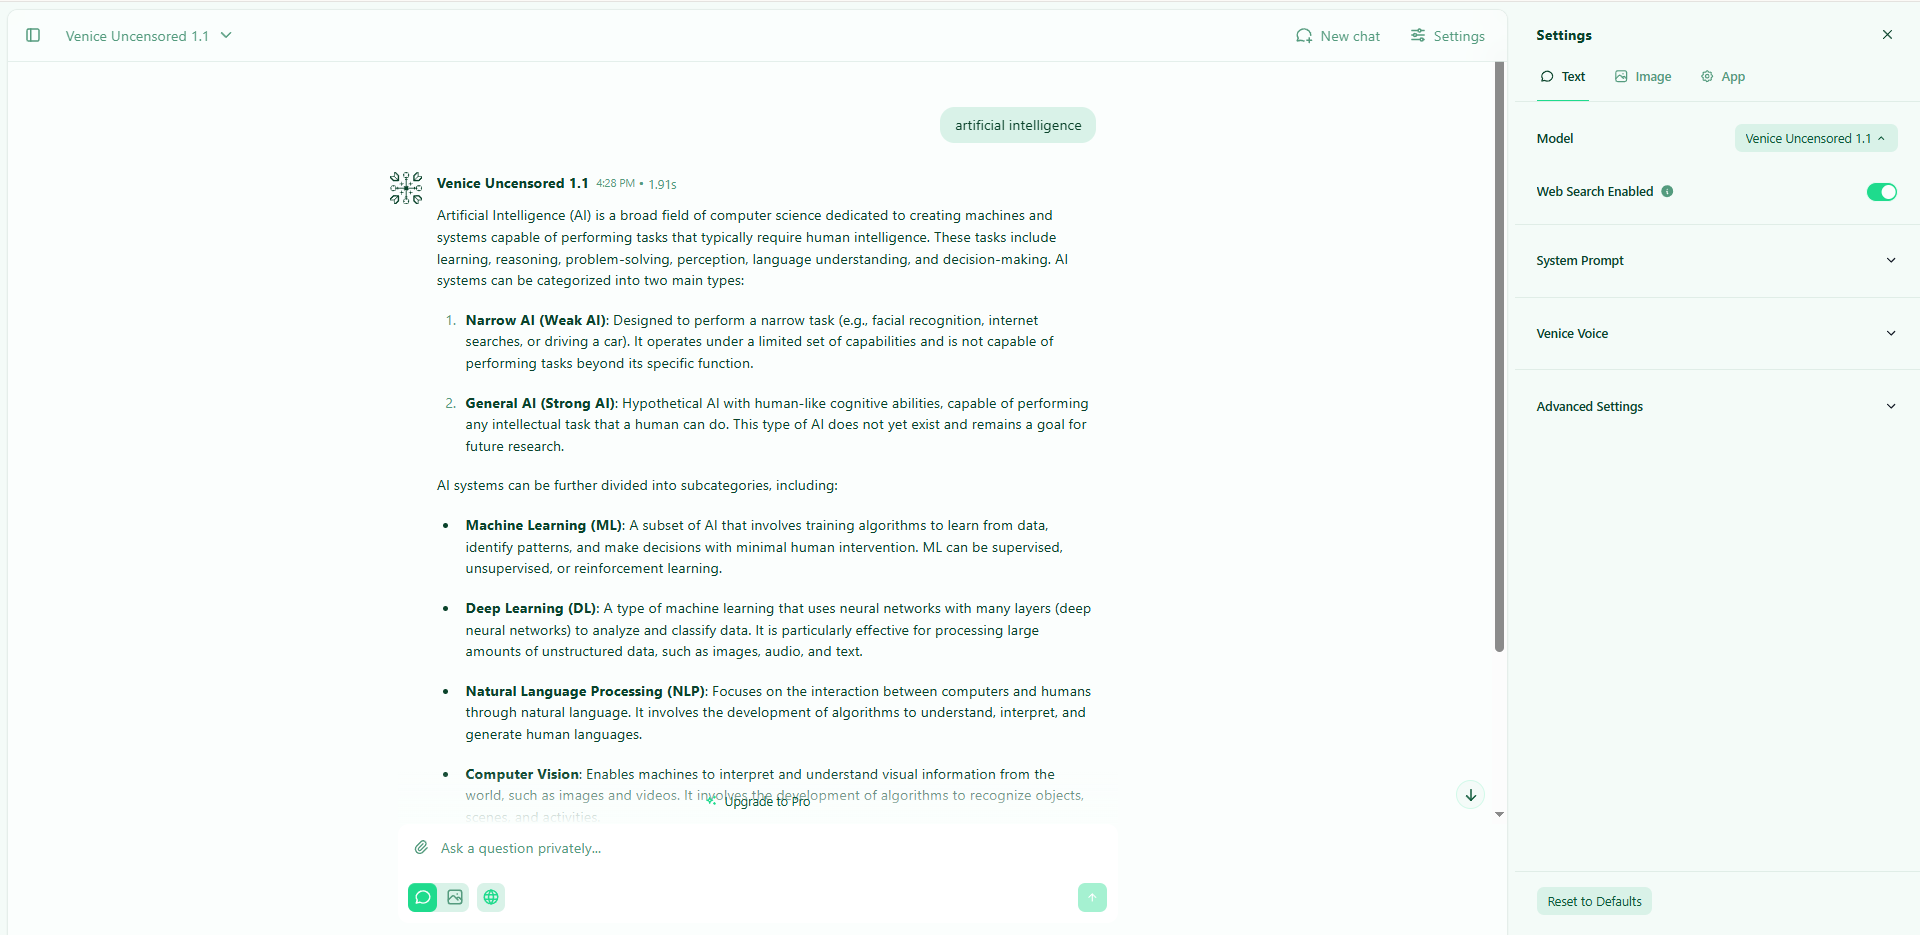 Venice Uncensored 1.1
New chat
Settings
artificial intelligence
Venice Uncensored 1.1 4:28 PM • 1.91s
Artificial Intelligence (AI) is a broad field of computer science dedicated to creating machines and
systems capable of performing tasks that typically require human intelligence. These tasks include
learning, reasoning, problem-solving, perception, language understanding, and decision-making. AI
systems can be categorized into two main types:
1. Narrow AI (Weak AI): Designed to perform a narrow task (e.g., facial recognition, internet
searches, or driving a car). It operates under a limited set of capabilities and is not capable of
performing tasks beyond its specific function.
2. General AI (Strong AI): Hypothetical AI with human-like cognitive abilities, capable of performing
any intellectual task that a human can do. This type of AI does not yet exist and remains a goal for
future research.
AI systems can be further divided into subcategories, including:
• Machine Learning (ML): A subset of AI that involves training algorithms to learn from data,
identify patterns, and make decisions with minimal human intervention. ML can be supervised,
unsupervised, or reinforcement learning.
• Deep Learning (DL): A type of machine learning that uses neural networks with many layers (deep
neural networks) to analyze and classify data. It is particularly effective for processing large
amounts of unstructured data, such as images, audio, and text.
• Natural Language Processing (NLP): Focuses on the interaction between computers and humans
through natural language. It involves the development of algorithms to understand, interpret, and
generate human languages.
• Computer Vision: Enables machines to interpret and understand visual information from the
world, such as images and videos. It involves the development of algorithms to recognize objects,
Upgrade to Pro
scenes, and activities.
Ask a question privately...
Settings
Text
Image
App
Model
Venice Uncensored 1.1
Web Search Enabled
System Prompt
Venice Voice
Advanced Settings
Reset to Defaults